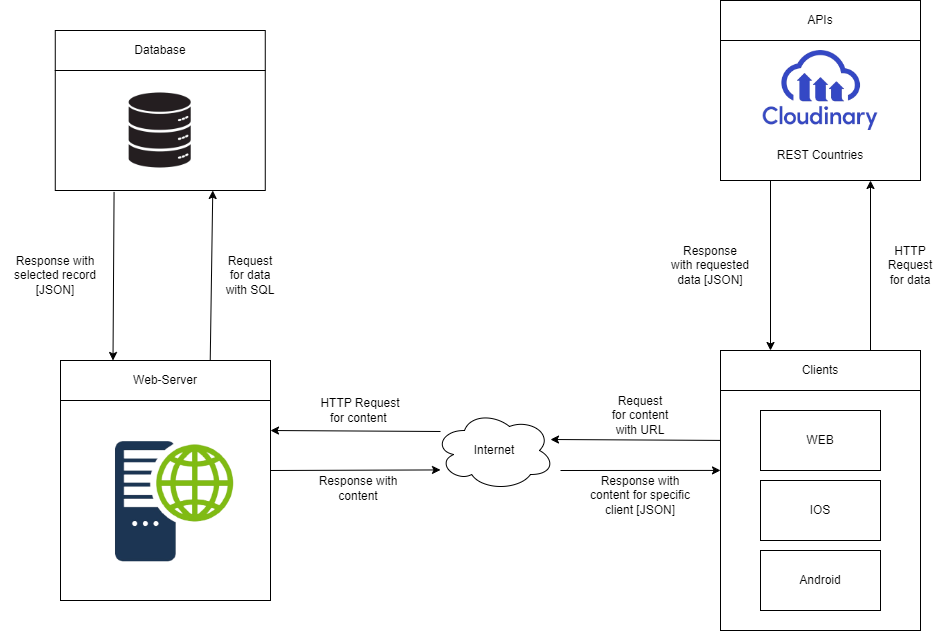 Database
APIs
Cloudinary
REST Countries
Response with
selected record
[JSON]
Request
for data
with SQL
Response
with requested
data [JSON]
HTTP
Request
for data
Web-Server
Clients
HTTP Request
for content
Internet
Request
for content
with URL
Response with
content
Response with
content for specific
client [JSON]
WEB
IOS
Android